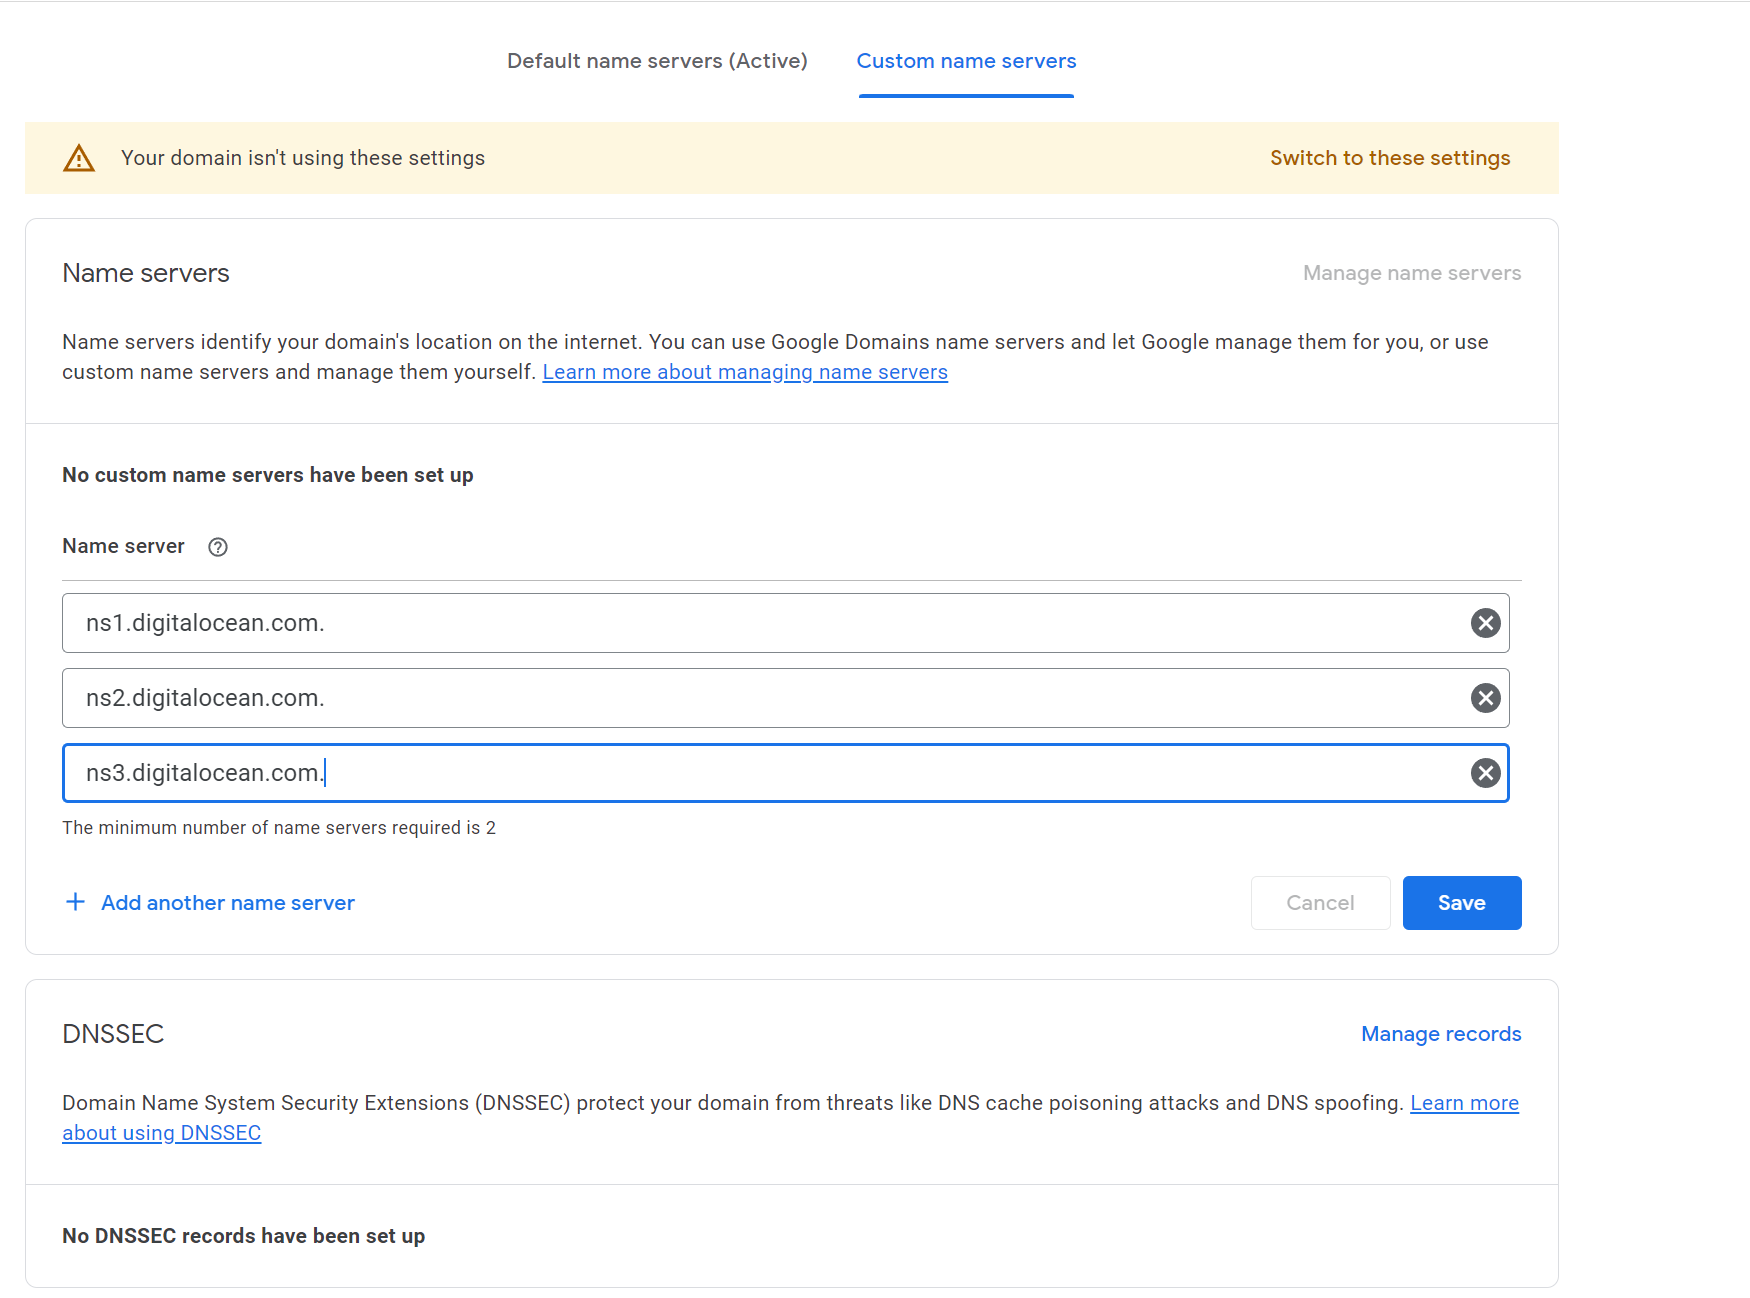 Default name servers (Active)
Custom name servers
Your domain isn't using these settings
Switch to these settings
Name servers
Manage name servers
Name servers identify your domain's location on the internet. You can use Google Domains name servers and let Google manage them for you, or use
custom name servers and manage them yourself. Learn more about managing name servers
No custom name servers have been set up
Name server
ns1.digitalocean.com.
ns2.digitalocean.com.
ns3.digitalocean.com.
The minimum number of name servers required is 2
+ Add another name server
Cancel
Save
DNSSEC
Manage records
Domain Name System Security Extensions (DNSSEC) protect your domain from threats like DNS cache poisoning attacks and DNS spoofing. Learn more
about using DNSSEC
No DNSSEC records have been set up